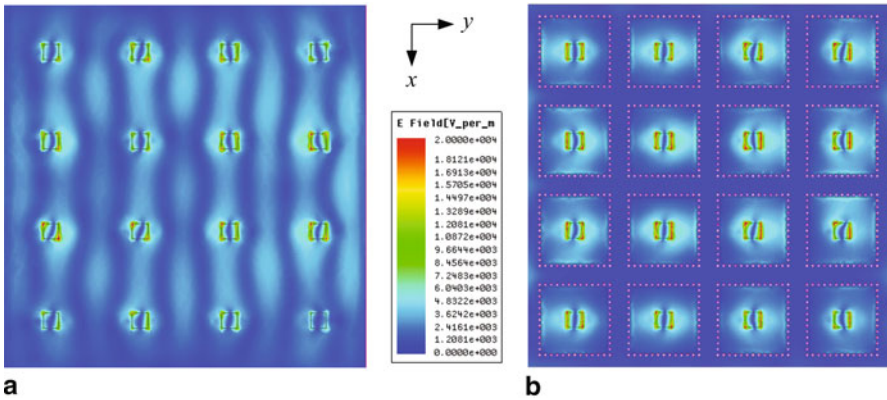 y
x
E Field[V_per_m
2.0000e+004
1.8121e+004
1.6913e+004
1.5705e+004
1.4497e+004
1.3289e+004
1.2081e+004
1.0872e+004
9.6644e+003
8.4564e+003
7.2483e+003
6.0403e+003
4.8322e+003
3.6242e+003
2.4161e+003
1.2081e+003
0.0000e+000
a
b